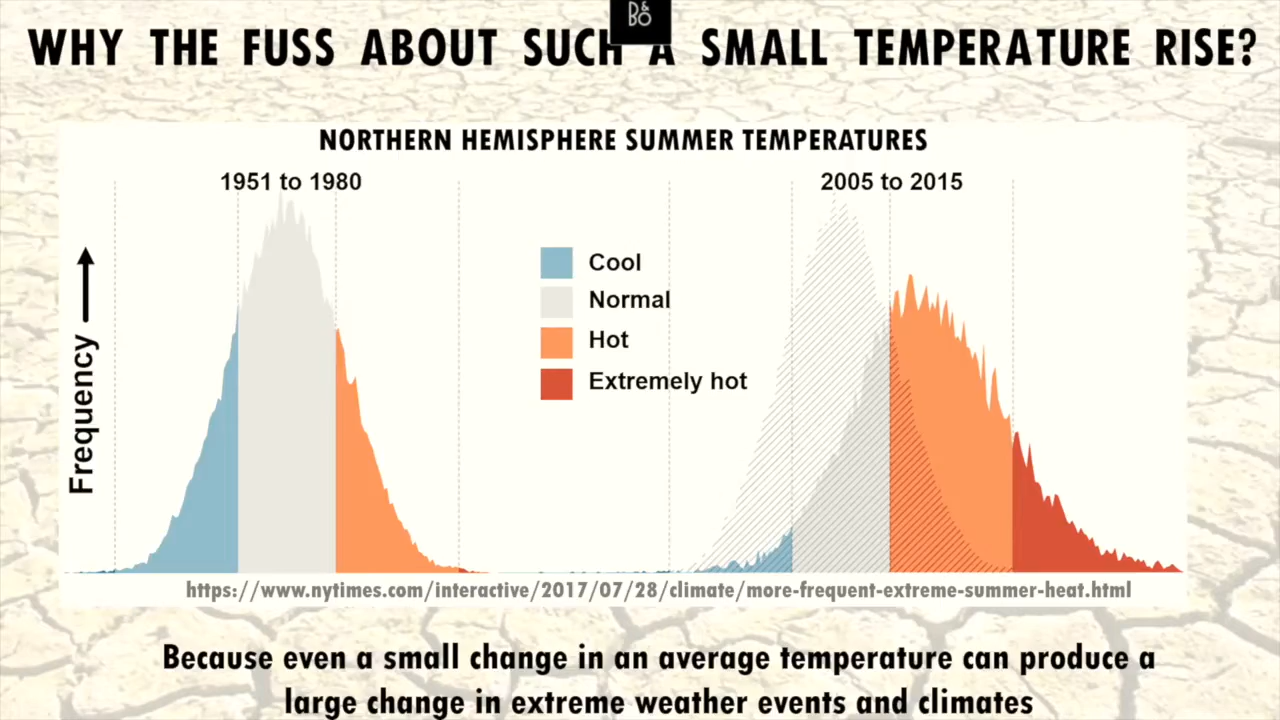 B&O
WHY THE FUSS ABOUT SUCH A SMALL TEMPERATURE RISE?
NORTHERN HEMISPHERE SUMMER TEMPERATURES
1951 to 1980
2005 to 2015
Frequency
Cool
Normal
Hot
Extremely hot
https://www.nytimes.com/interactive/2017/07/28/climate/more-frequent-extreme-summer-heat.html
Because even a small change in an average temperature can produce a
large change in extreme weather events and climates